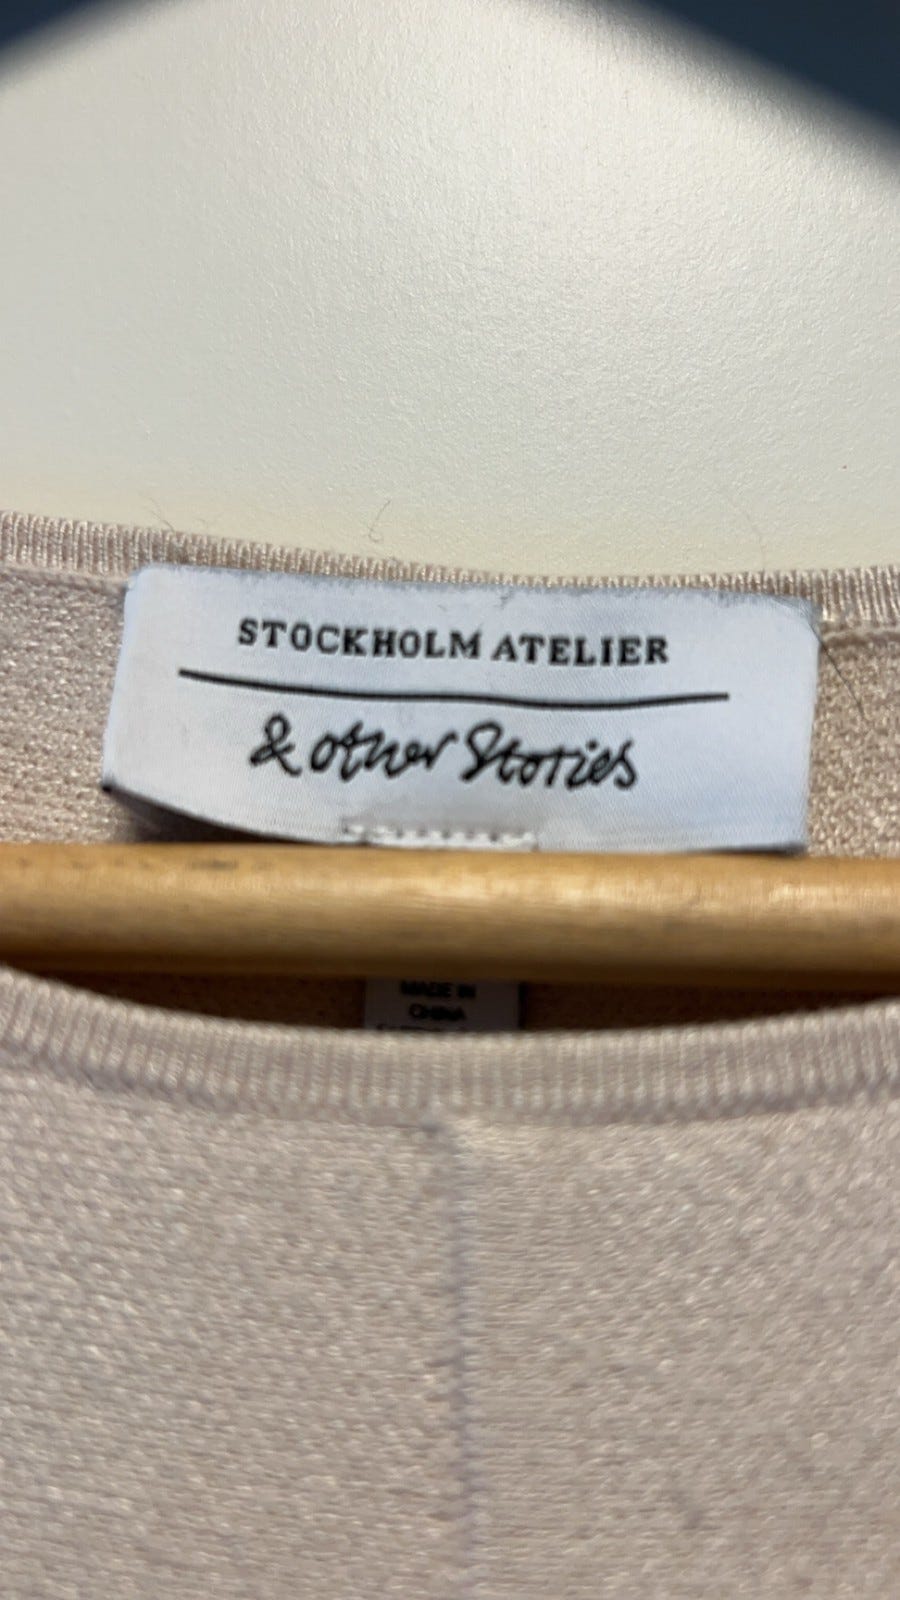 STOCKHOLM ATELIER
& other Stories
MADE IN
CHINA